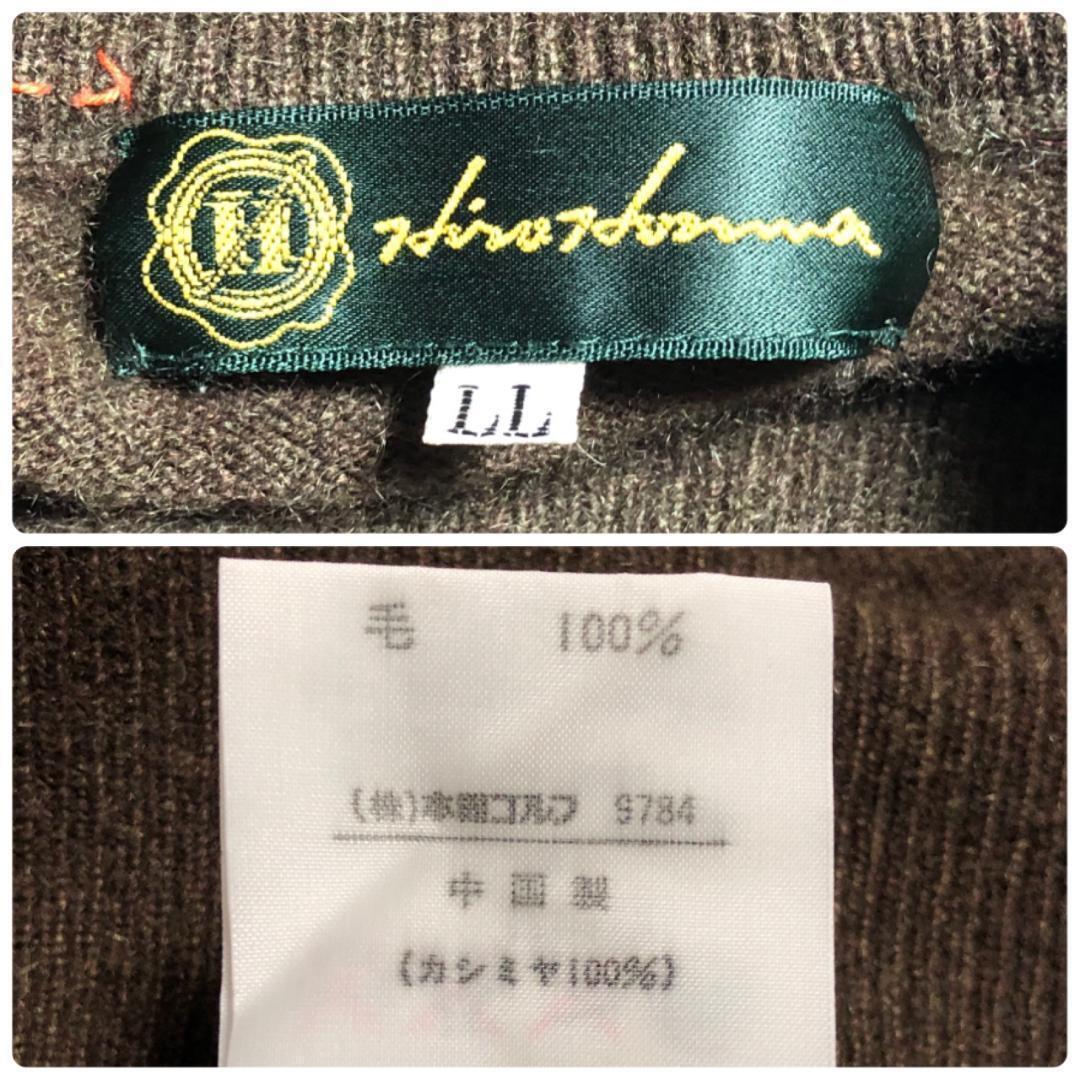 H Hiro Honma
LL
毛 100%
(株)本間ゴルフ 9784
中国製
(カシミヤ100%)